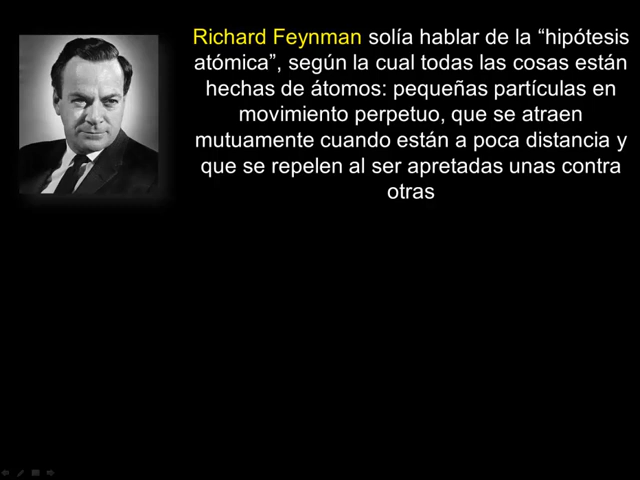 Richard Feynman solía hablar de la “hipótesis
atómica”, según la cual todas las cosas están
hechas de átomos: pequeñas partículas en
movimiento perpetuo, que se atraen
mutuamente cuando están a poca distancia y
que se repelen al ser apretadas unas contra
otras